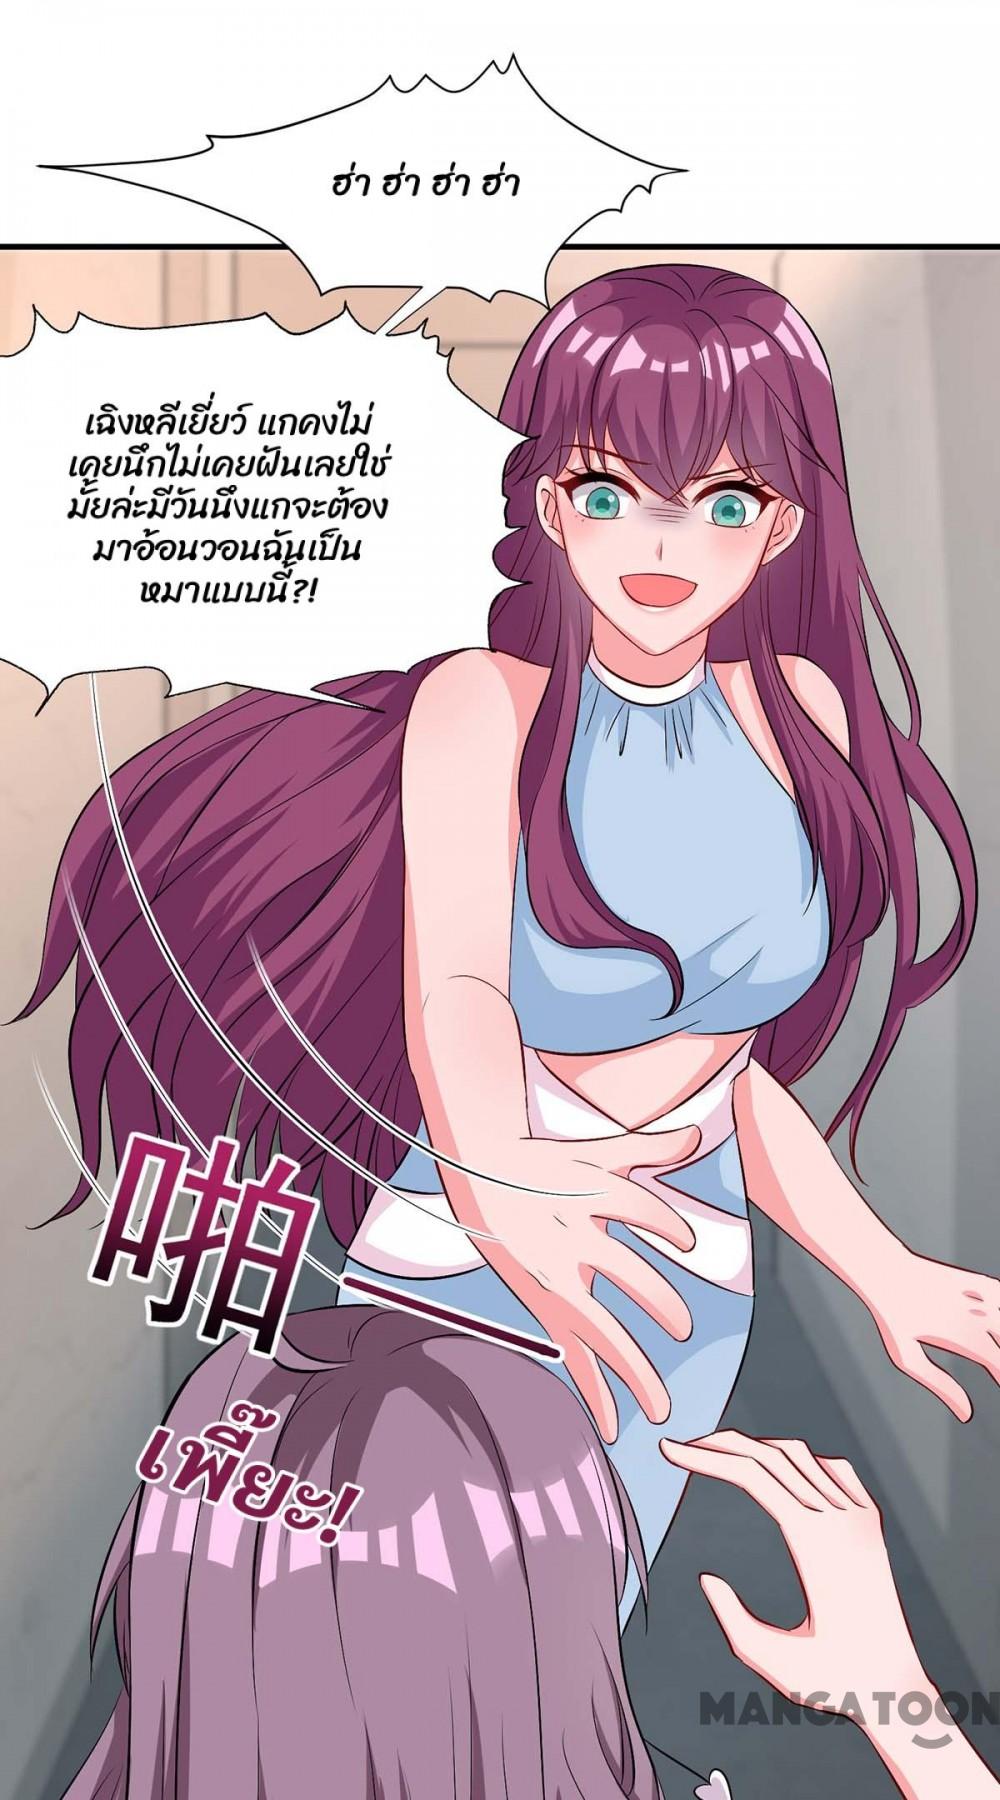 ฮ่า ฮ่า ฮ่า ฮ่า
เฉิงหลีเยี่ยว์ แกคงไม่
เคยนึกไม่เคยฝันเลยใช่
มั้ยล่ะมีวันนึงแกจะต้อง
มาอ้อนวอนฉันเป็น
หมาแบบนี้?!
啪—
เพี๊ยะ!
MANGATOON